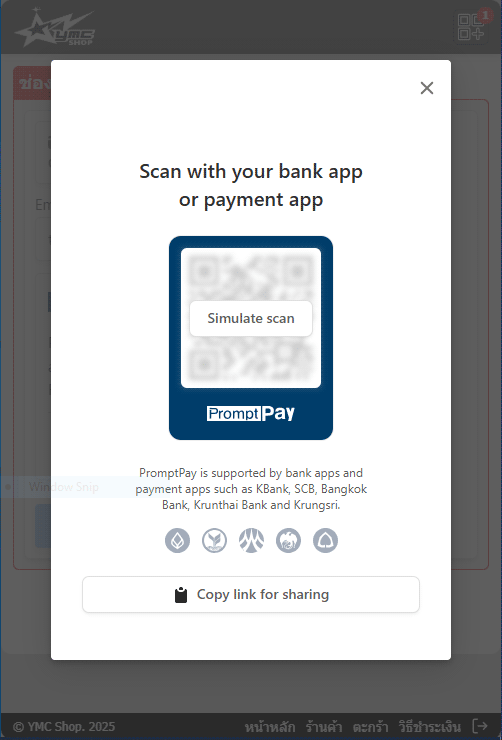 YMC
SHOP
1
ช่อง
Em
×
Scan with your bank app
or payment app
Simulate scan
PromptPay
PromptPay is supported by bank apps and
payment apps such as KBank, SCB, Bangkok
Bank, Krunthai Bank and Krungsri.
Window Snip
Copy link for sharing
© YMC Shop. 2025 หน้าหลัก ร้านค้า ตะกร้า วิธีชำระเงิน